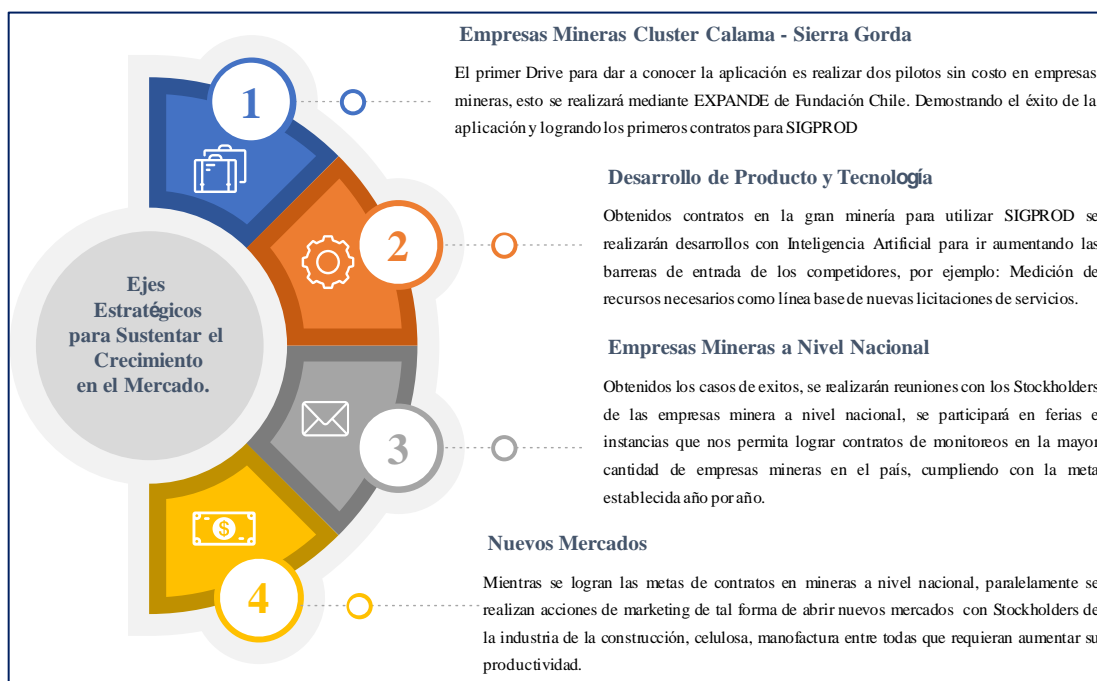 Ejes
Estratégicos
para Sustentar el
Crecimiento
en el Mercado.
1
Empresas Mineras Cluster Calama - Sierra Gorda
El primer Drive para dar a conocer la aplicación es realizar dos pilotos sin costo en empresas
mineras, esto se realizará mediante EXPANDE de Fundación Chile. Demostrando el éxito de la
aplicación y logrando los primeros contratos para SIGPROD
2
Desarrollo de Producto y Tecnología
Obtenidos contratos en la gran minería para utilizar SIGPROD se
realizarán desarrollos con Inteligencia Artificial para ir aumentando las
barreras de entrada de los competidores, por ejemplo: Medición de
recursos necesarios como línea base de nuevas licitaciones de servicios.
3
Empresas Mineras a Nivel Nacional
Obtenidos los casos de exitos, se realizarán reuniones con los Stockholders
de las empresas minera a nivel nacional, se participará en ferias e
instancias que nos permita lograr contratos de monitoreos en la mayor
cantidad de empresas mineras en el país, cumpliendo con la meta
establecida año por año.
4
Nuevos Mercados
Mientras se logran las metas de contratos en mineras a nivel nacional, paralelamente se
realizan acciones de marketing de tal forma de abrir nuevos mercados con Stockholders de
la industria de la construcción, celulosa, manofactura entre todas que requieran aumentar su
productividad.
$